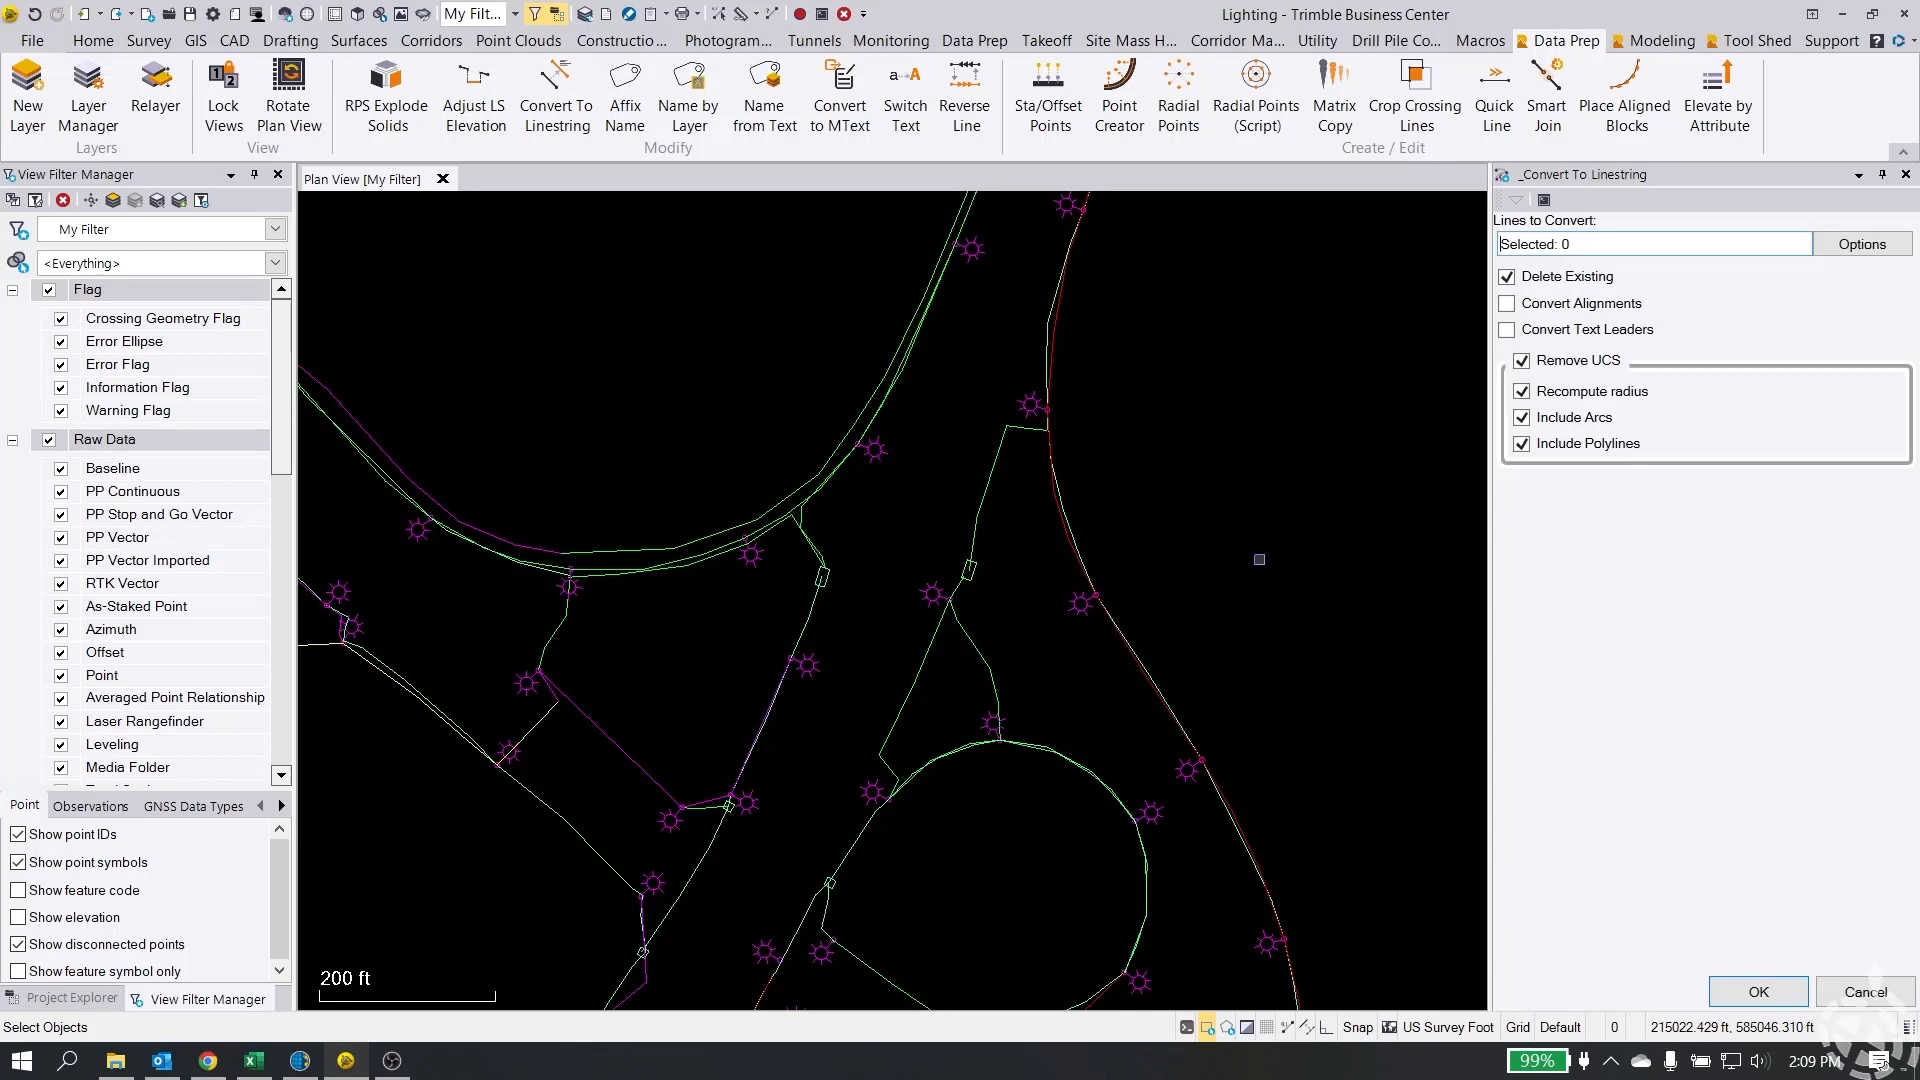 My Filt...
Lighting - Trimble Business Center
File Home Survey GIS CAD Drafting Surfaces Corridors Point Clouds Constructio... Photogram... Tunnels Monitoring Data Prep Takeoff Site Mass H... Corridor Ma... Utility Drill Pile Co... Macros Data Prep Modeling Tool Shed Support
New Layer
Layer Manager
Relayer
Layers
Lock Views
Rotate Plan View
View
RPS Explode Solids
Adjust LS Elevation
Convert To Linestring
Affix Name
Name by Layer
Name from Text
Convert to MText
Switch Text
Reverse Line
Modify
Sta/Offset Points
Point Creator
Radial Points
Radial Points (Script)
Matrix Copy
Crop Crossing Lines
Quick Line
Smart Join
Place Aligned Blocks
Elevate by Attribute
Create / Edit
View Filter Manager
My Filter
<Everything>
Flag
Crossing Geometry Flag
Error Ellipse
Error Flag
Information Flag
Warning Flag
Raw Data
Baseline
PP Continuous
PP Stop and Go Vector
PP Vector
PP Vector Imported
RTK Vector
As-Staked Point
Azimuth
Offset
Point
Averaged Point Relationship
Laser Rangefinder
Leveling
Media Folder
Point Observations GNSS Data Types
Show point IDs
Show point symbols
Show feature code
Show elevation
Show disconnected points
Show feature symbol only
Project Explorer View Filter Manager
Plan View [My Filter]
200 ft
_Convert To Linestring
Lines to Convert:
Selected: 0
Options
Delete Existing
Convert Alignments
Convert Text Leaders
Remove UCS
Recompute radius
Include Arcs
Include Polylines
OK Cancel
Select Objects
Snap US Survey Foot Grid Default 0 215022.429 ft, 585046.310 ft
99% 2:09 PM